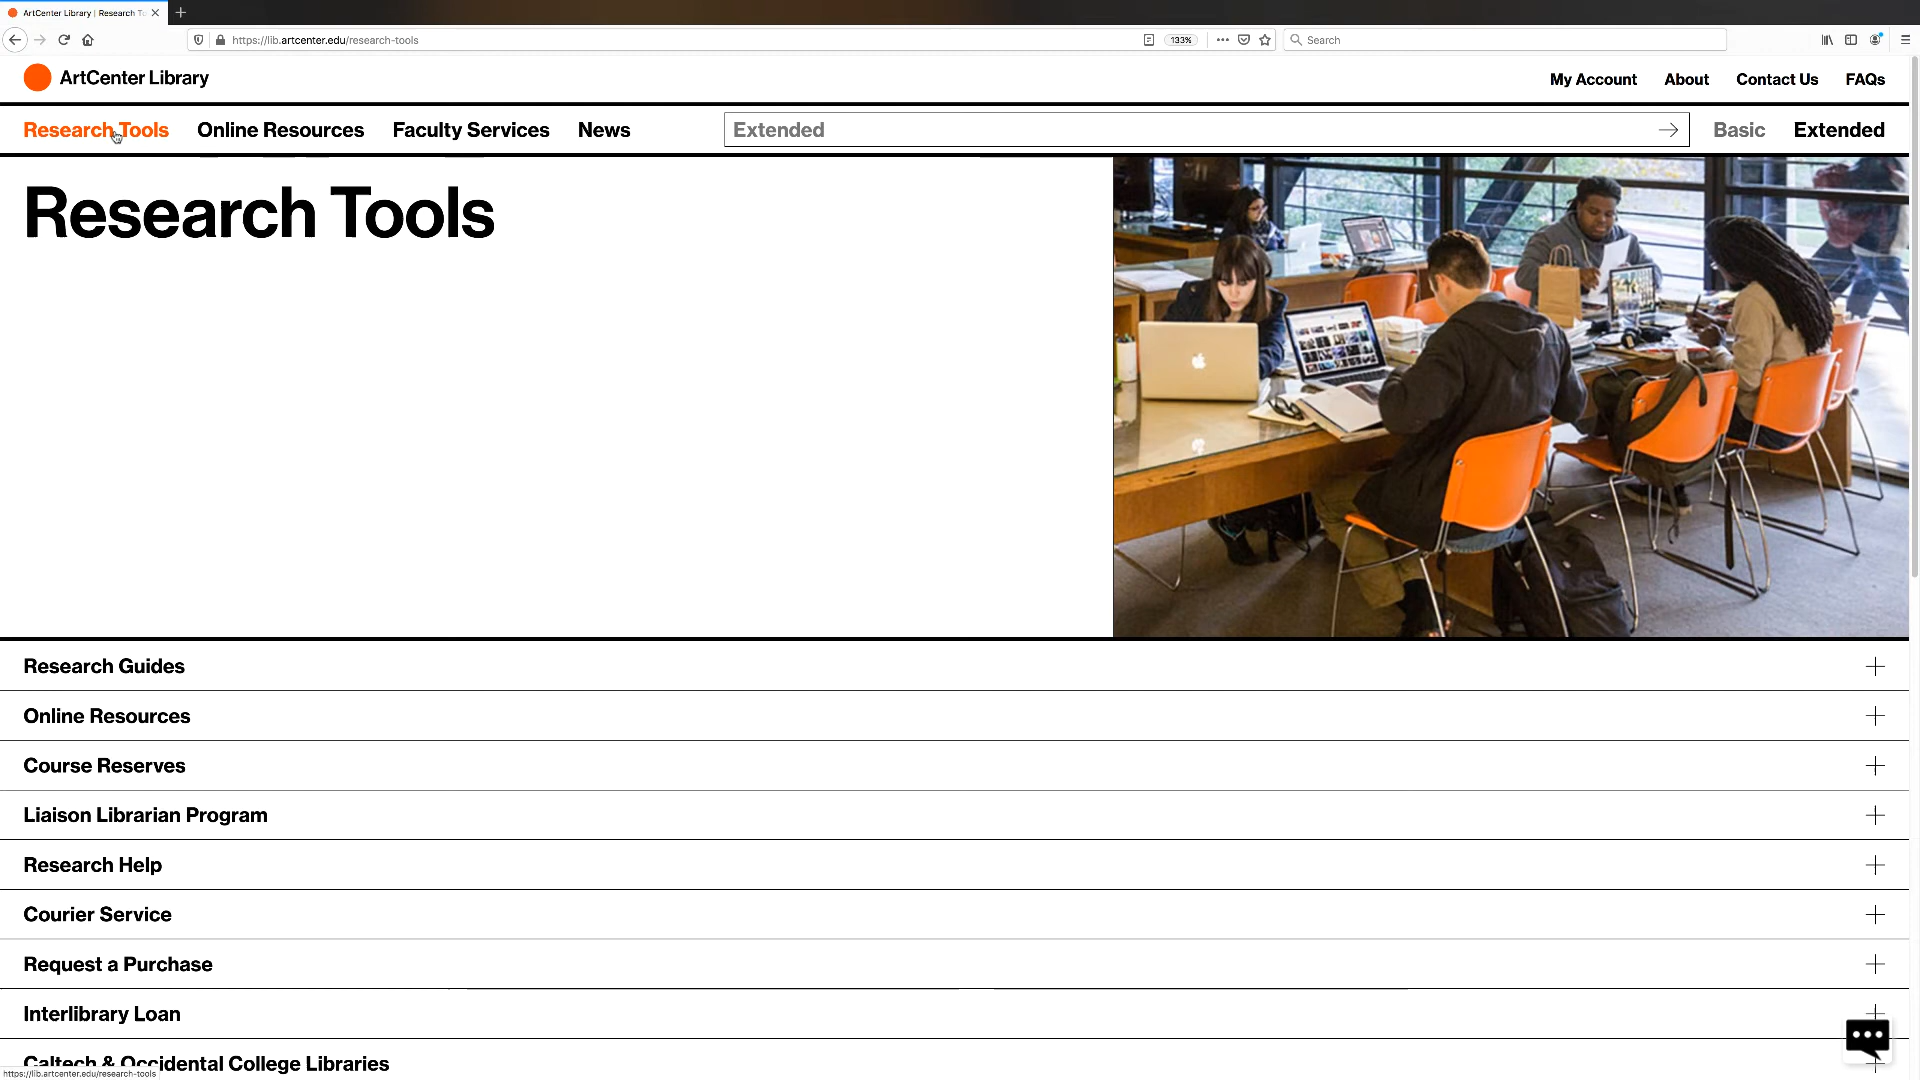 ArtCenter Library | Research To
https://lib.artcenter.edu/research-tools
133%
Search
ArtCenter Library
My Account
About
Contact Us
FAQs
Research Tools
Online Resources
Faculty Services
News
Extended
Basic
Extended
Research Tools
Research Guides
Online Resources
Course Reserves
Liaison Librarian Program
Research Help
Courier Service
Request a Purchase
Interlibrary Loan
Caltech & Occidental College Libraries
https://lib.artcenter.edu/research-tools